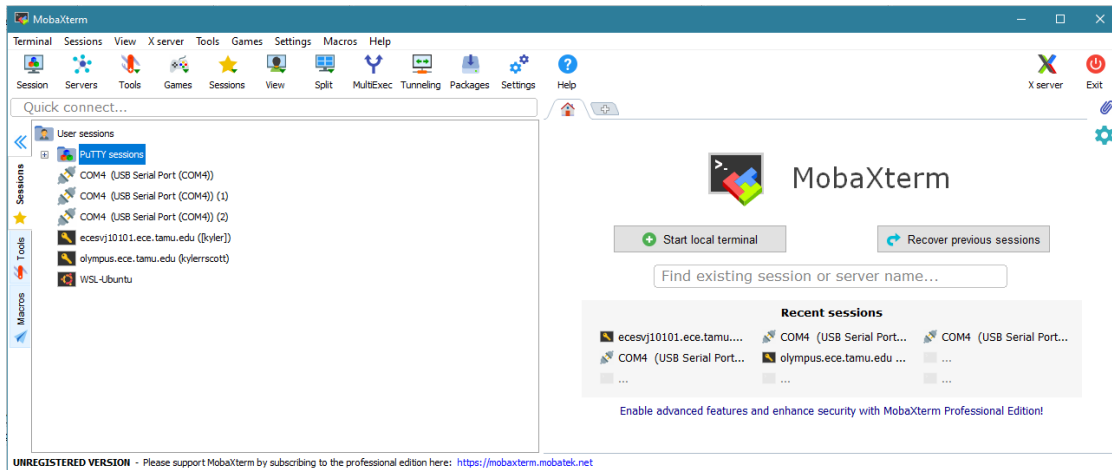 MobaXterm
Terminal Sessions View X server Tools Games Settings Macros Help
Session Servers Tools Games Sessions View Split MultiExec Tunneling Packages Settings Help X server Exit
Quick connect...
User sessions
PuTTY sessions
COM4 (USB Serial Port (COM4))
COM4 (USB Serial Port (COM4)) (1)
COM4 (USB Serial Port (COM4)) (2)
ecesvj10101.ece.tamu.edu ([kyler])
olympus.ece.tamu.edu (kylerrscott)
WSL-Ubuntu
Sessions
Tools
Macros
>_
MobaXterm
Start local terminal Recover previous sessions
Find existing session or server name...
Recent sessions
ecesvj10101.ece.tamu.... COM4 (USB Serial Port... COM4 (USB Serial Port...
COM4 (USB Serial Port... olympus.ece.tamu.edu ... ...
... ... ...
Enable advanced features and enhance security with MobaXterm Professional Edition!
UNREGISTERED VERSION - Please support MobaXterm by subscribing to the professional edition here: https://mobaxterm.mobatek.net